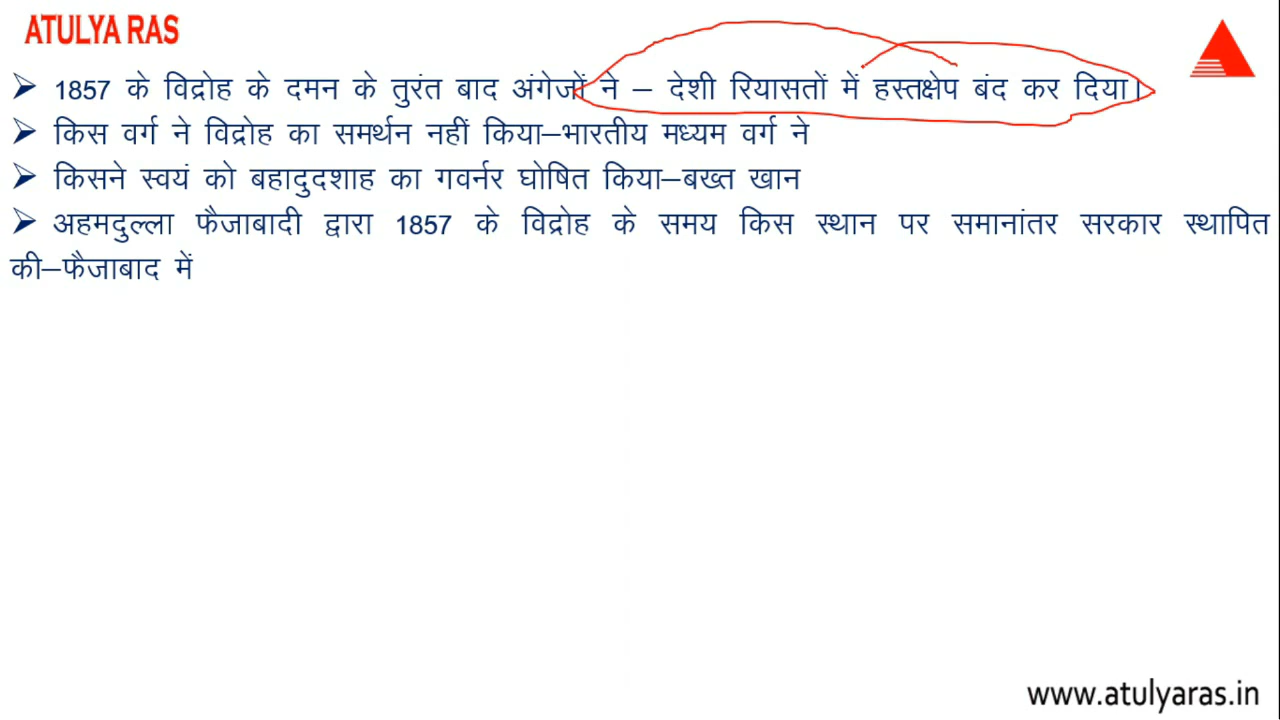 ATULYA RAS
➢ 1857 के विद्रोह के दमन के तुरंत बाद अंगेजों ने – देशी रियासतों में हस्तक्षेप बंद कर दिया।
➢ किस वर्ग ने विद्रोह का समर्थन नहीं किया–भारतीय मध्यम वर्ग ने
➢ किसने स्वयं को बहादुदशाह का गवर्नर घोषित किया–बख्त खान
➢ अहमदुल्ला फैजाबादी द्वारा 1857 के विद्रोह के समय किस स्थान पर समानांतर सरकार स्थापित
की–फैजाबाद में
www.atulyaras.in